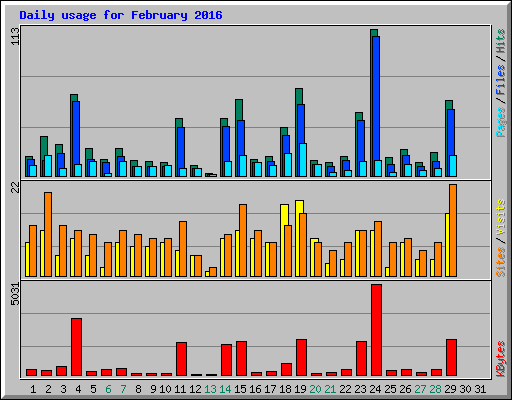 Daily usage for February 2016
113
Pages / Files / Hits
22
Sites / Visits
5031
KBytes
1 2 3 4 5 6 7 8 9 10 11 12 13 14 15 16 17 18 19 20 21 22 23 24 25 26 27 28 29 30 31